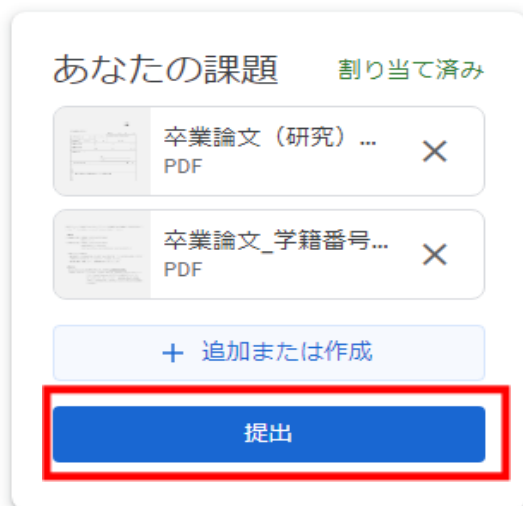 あなたの課題 割り当て済み
卒業論文（研究）...
PDF
卒業論文_学籍番号...
PDF
+ 追加または作成
提出